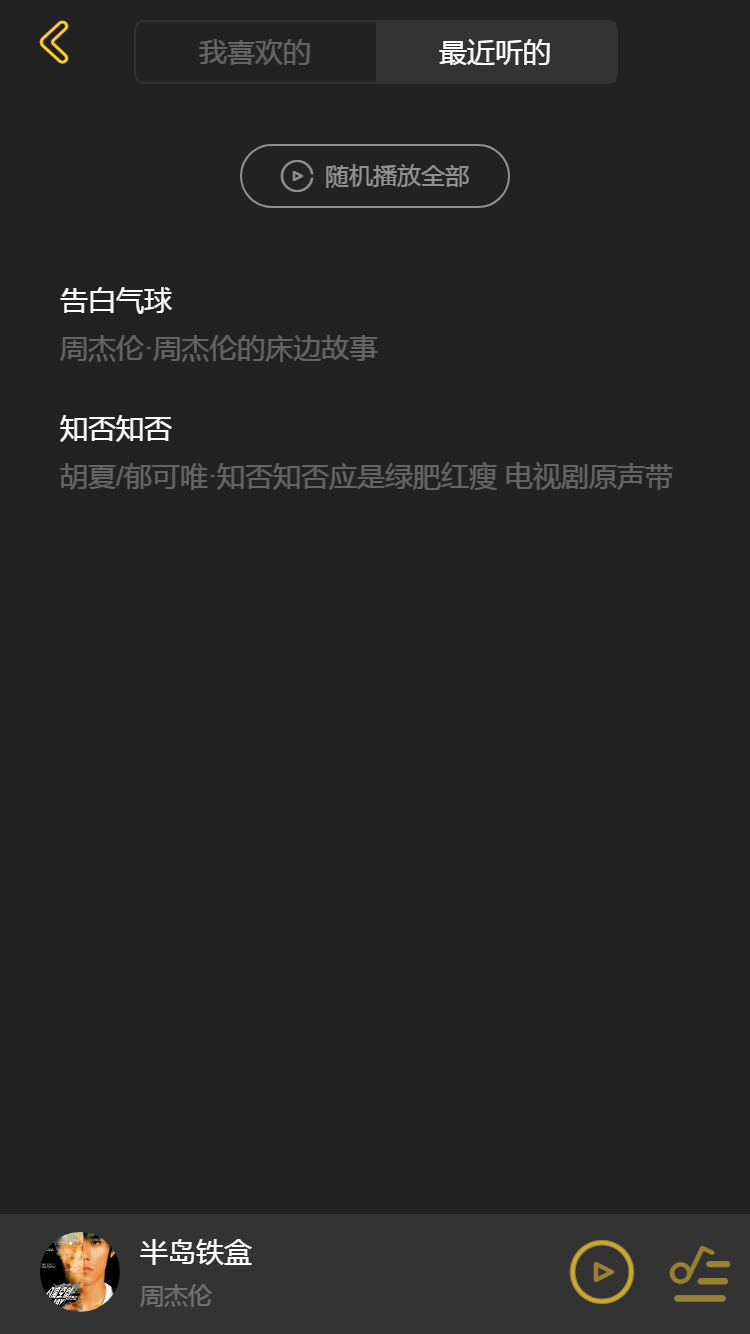 我喜欢的
最近听的
随机播放全部
告白气球
周杰伦·周杰伦的床边故事
知否知否
胡夏/郁可唯·知否知否应是绿肥红瘦 电视剧原声带
半岛铁盒
周杰伦